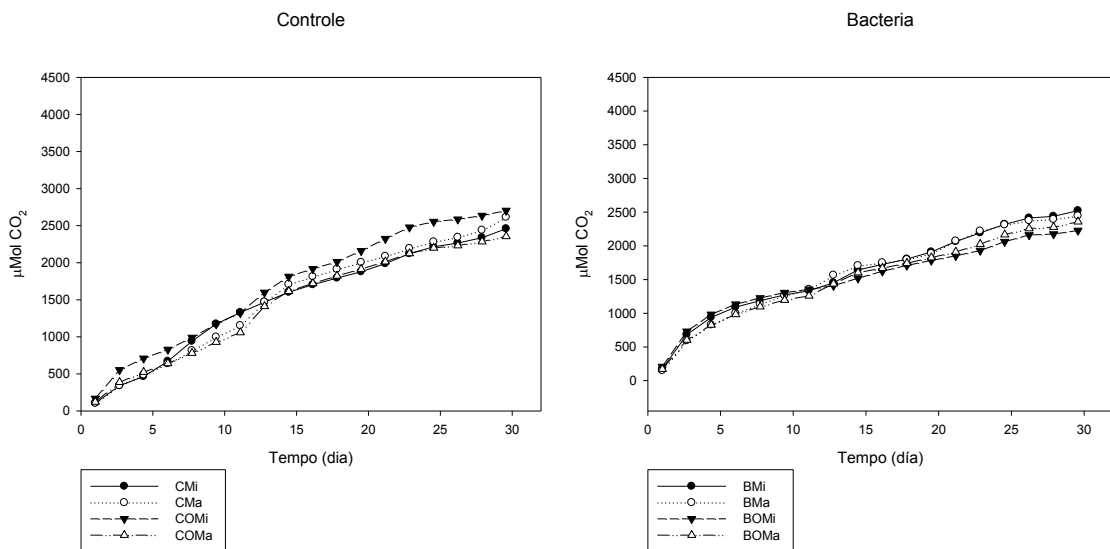 Controle
4500
4000
3500
3000
2500
2000
1500
1000
500
0
µMol CO2
0 5 10 15 20 25 30
Tempo (dia)
CMi
CMa
COMi
COMa
Bacteria
4500
4000
3500
3000
2500
2000
1500
1000
500
0
µMol CO2
0 5 10 15 20 25 30
Tempo (día)
BMi
BMa
BOMi
BOMa